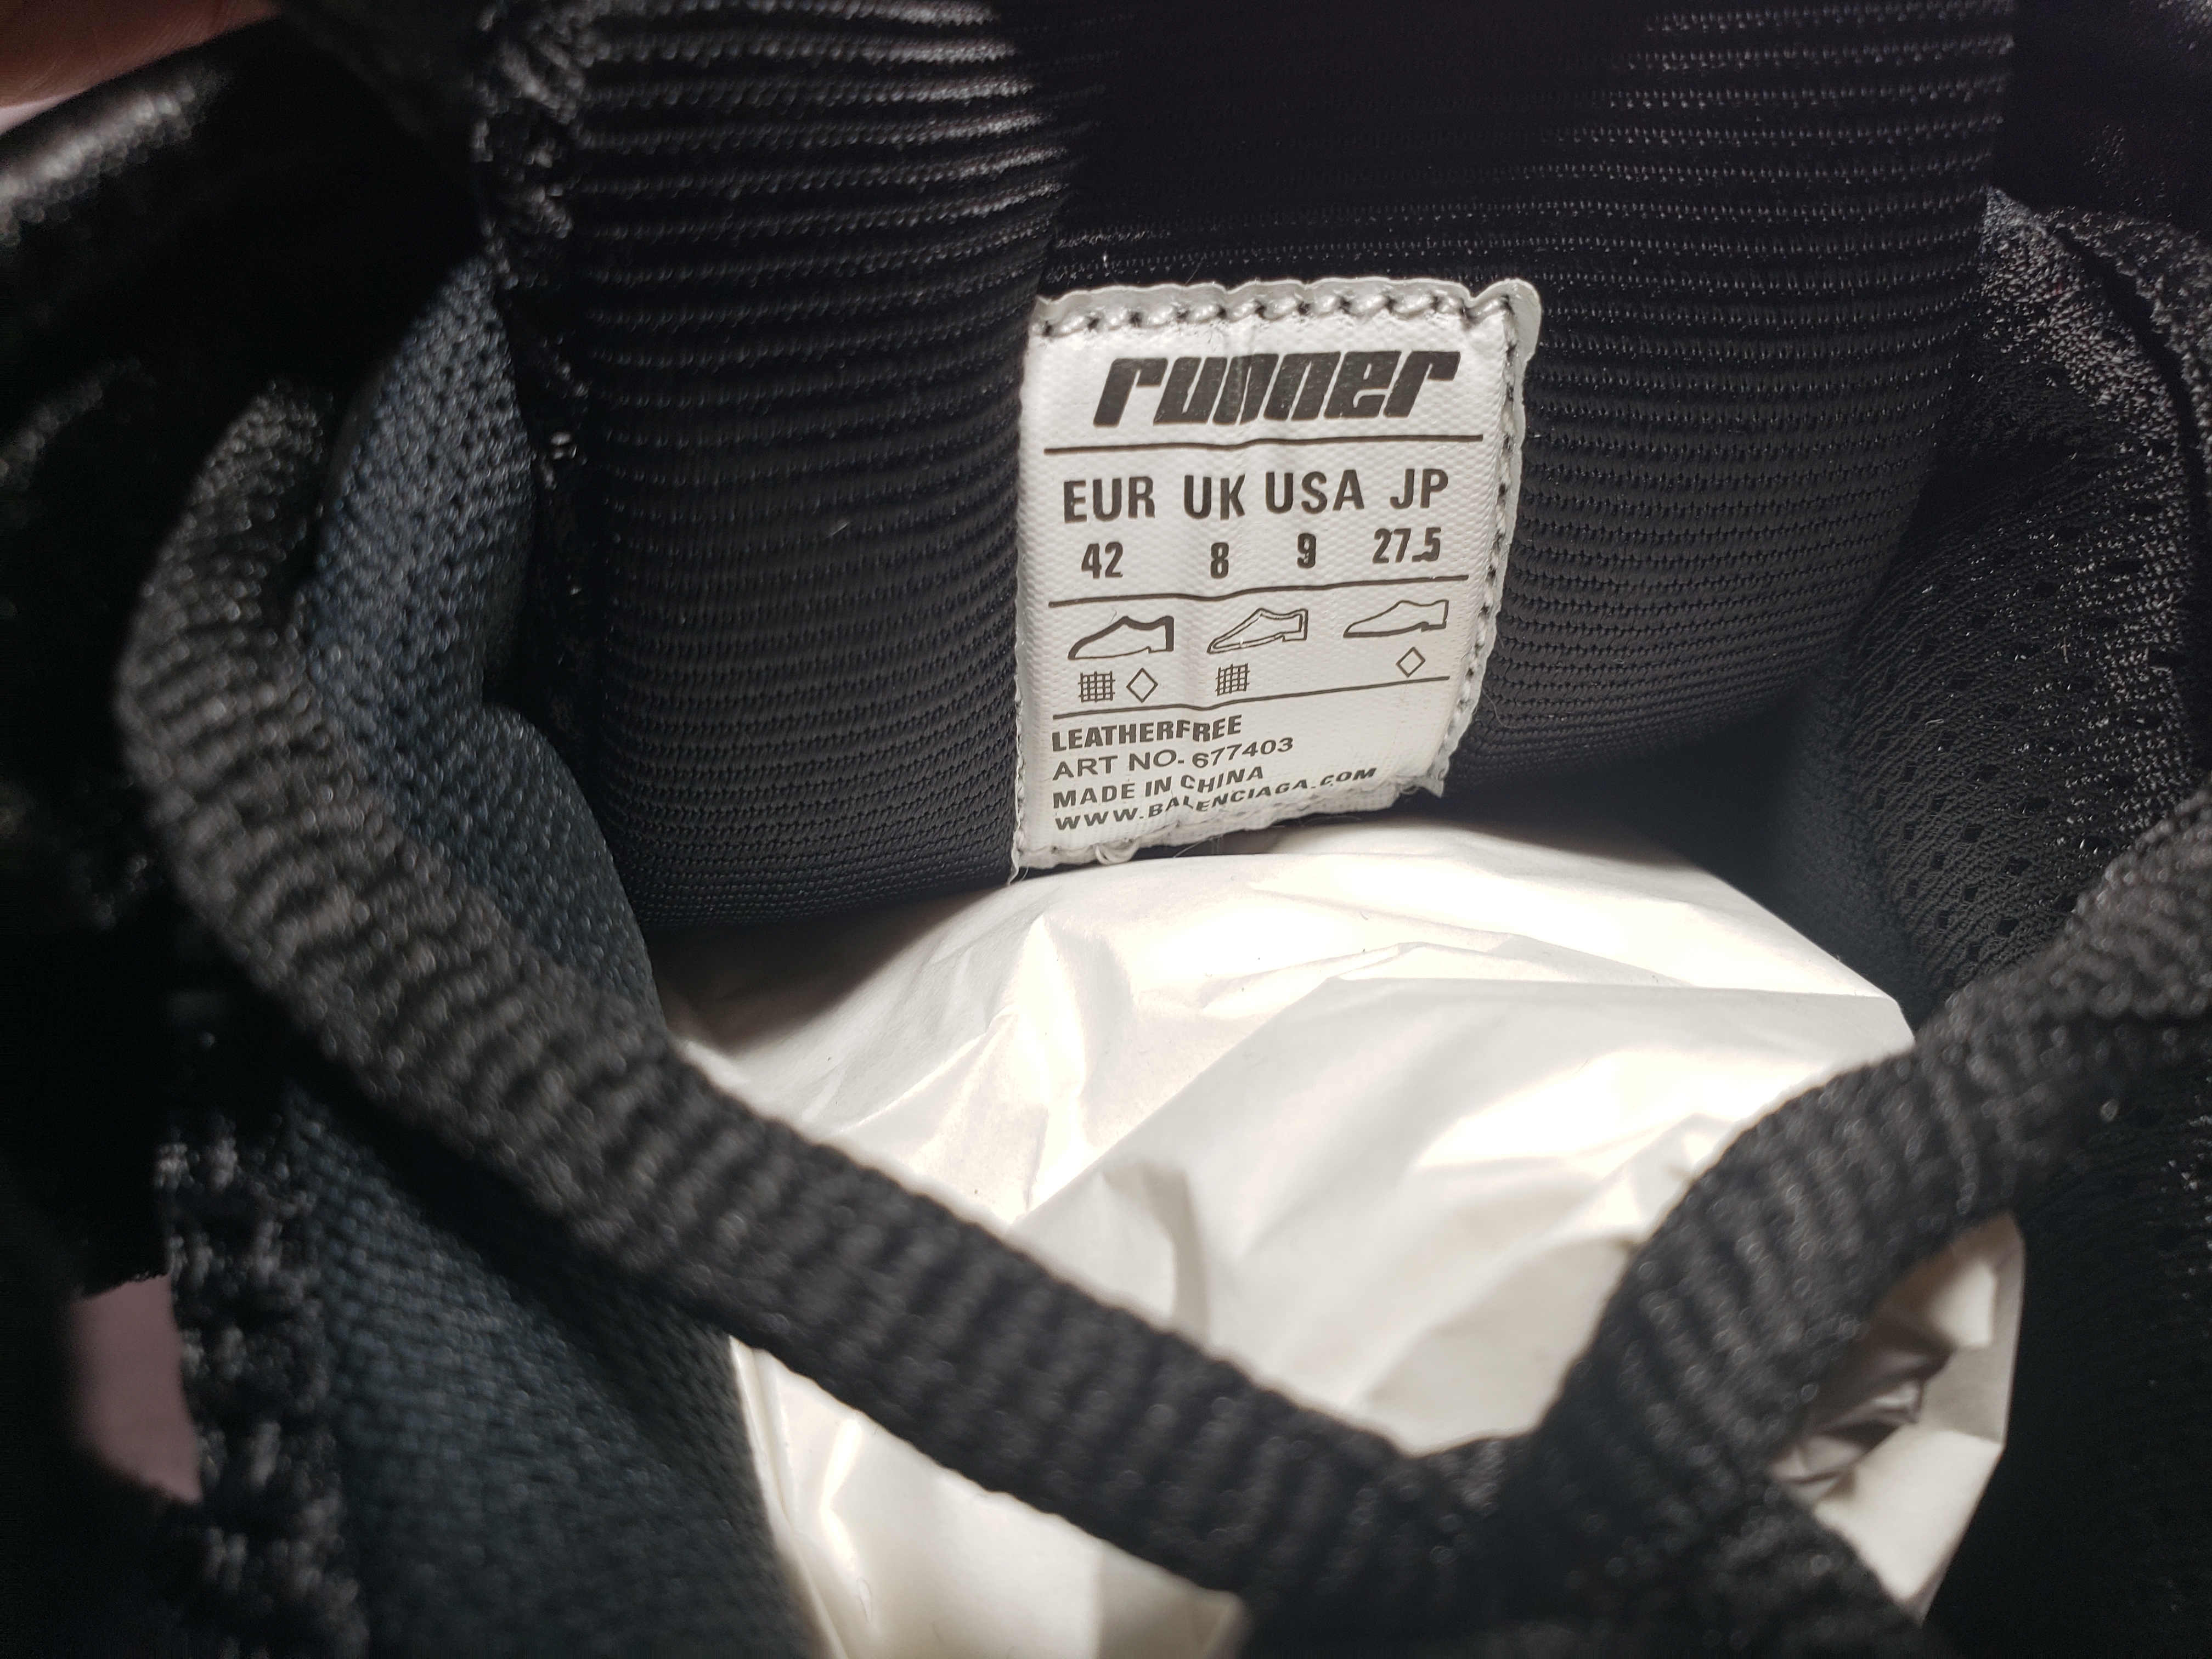 runner
EUR UK USA JP
42 8 9 27.5
LEATHERFREE
ART NO. 677403
MADE IN CHINA
WWW.BALENCIAGA.COM